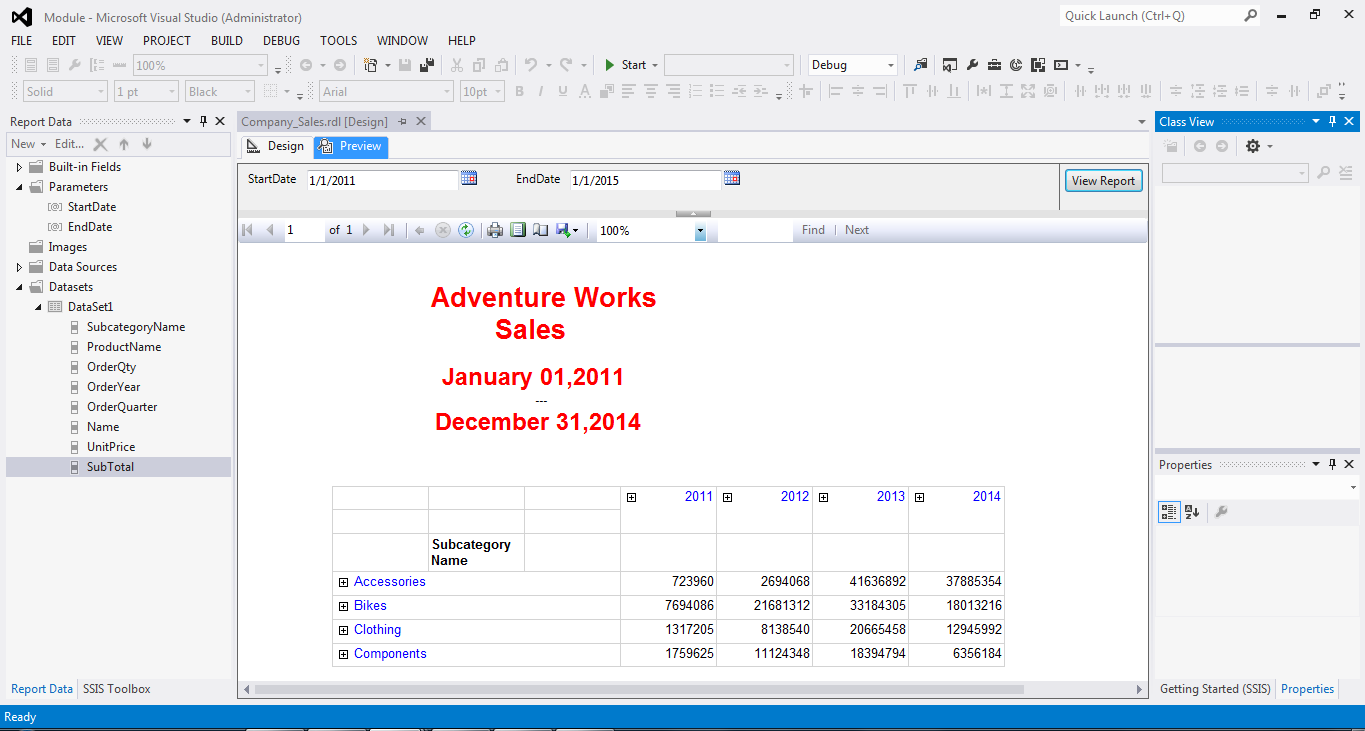 Module - Microsoft Visual Studio (Administrator)
Quick Launch (Ctrl+Q)
FILE EDIT VIEW PROJECT BUILD DEBUG TOOLS WINDOW HELP
100% Start Debug
Solid 1 pt Black Arial 10pt B I U A
Report Data
New Edit...
Built-in Fields
Parameters
StartDate
EndDate
Images
Data Sources
Datasets
DataSet1
SubcategoryName
ProductName
OrderQty
OrderYear
OrderQuarter
Name
UnitPrice
SubTotal
Report Data SSIS Toolbox
Company_Sales.rdl [Design]
Design Preview
StartDate 1/1/2011 EndDate 1/1/2015 View Report
1 of 1 100% Find | Next
Adventure Works
Sales
January 01,2011
---
December 31,2014
2011 2012 2013 2014
Subcategory
Name
Accessories 723960 2694068 41636892 37885354
Bikes 7694086 21681312 33184305 18013216
Clothing 1317205 8138540 20665458 12945992
Components 1759625 11124348 18394794 6356184
Class View
Properties
Getting Started (SSIS) Properties
Ready